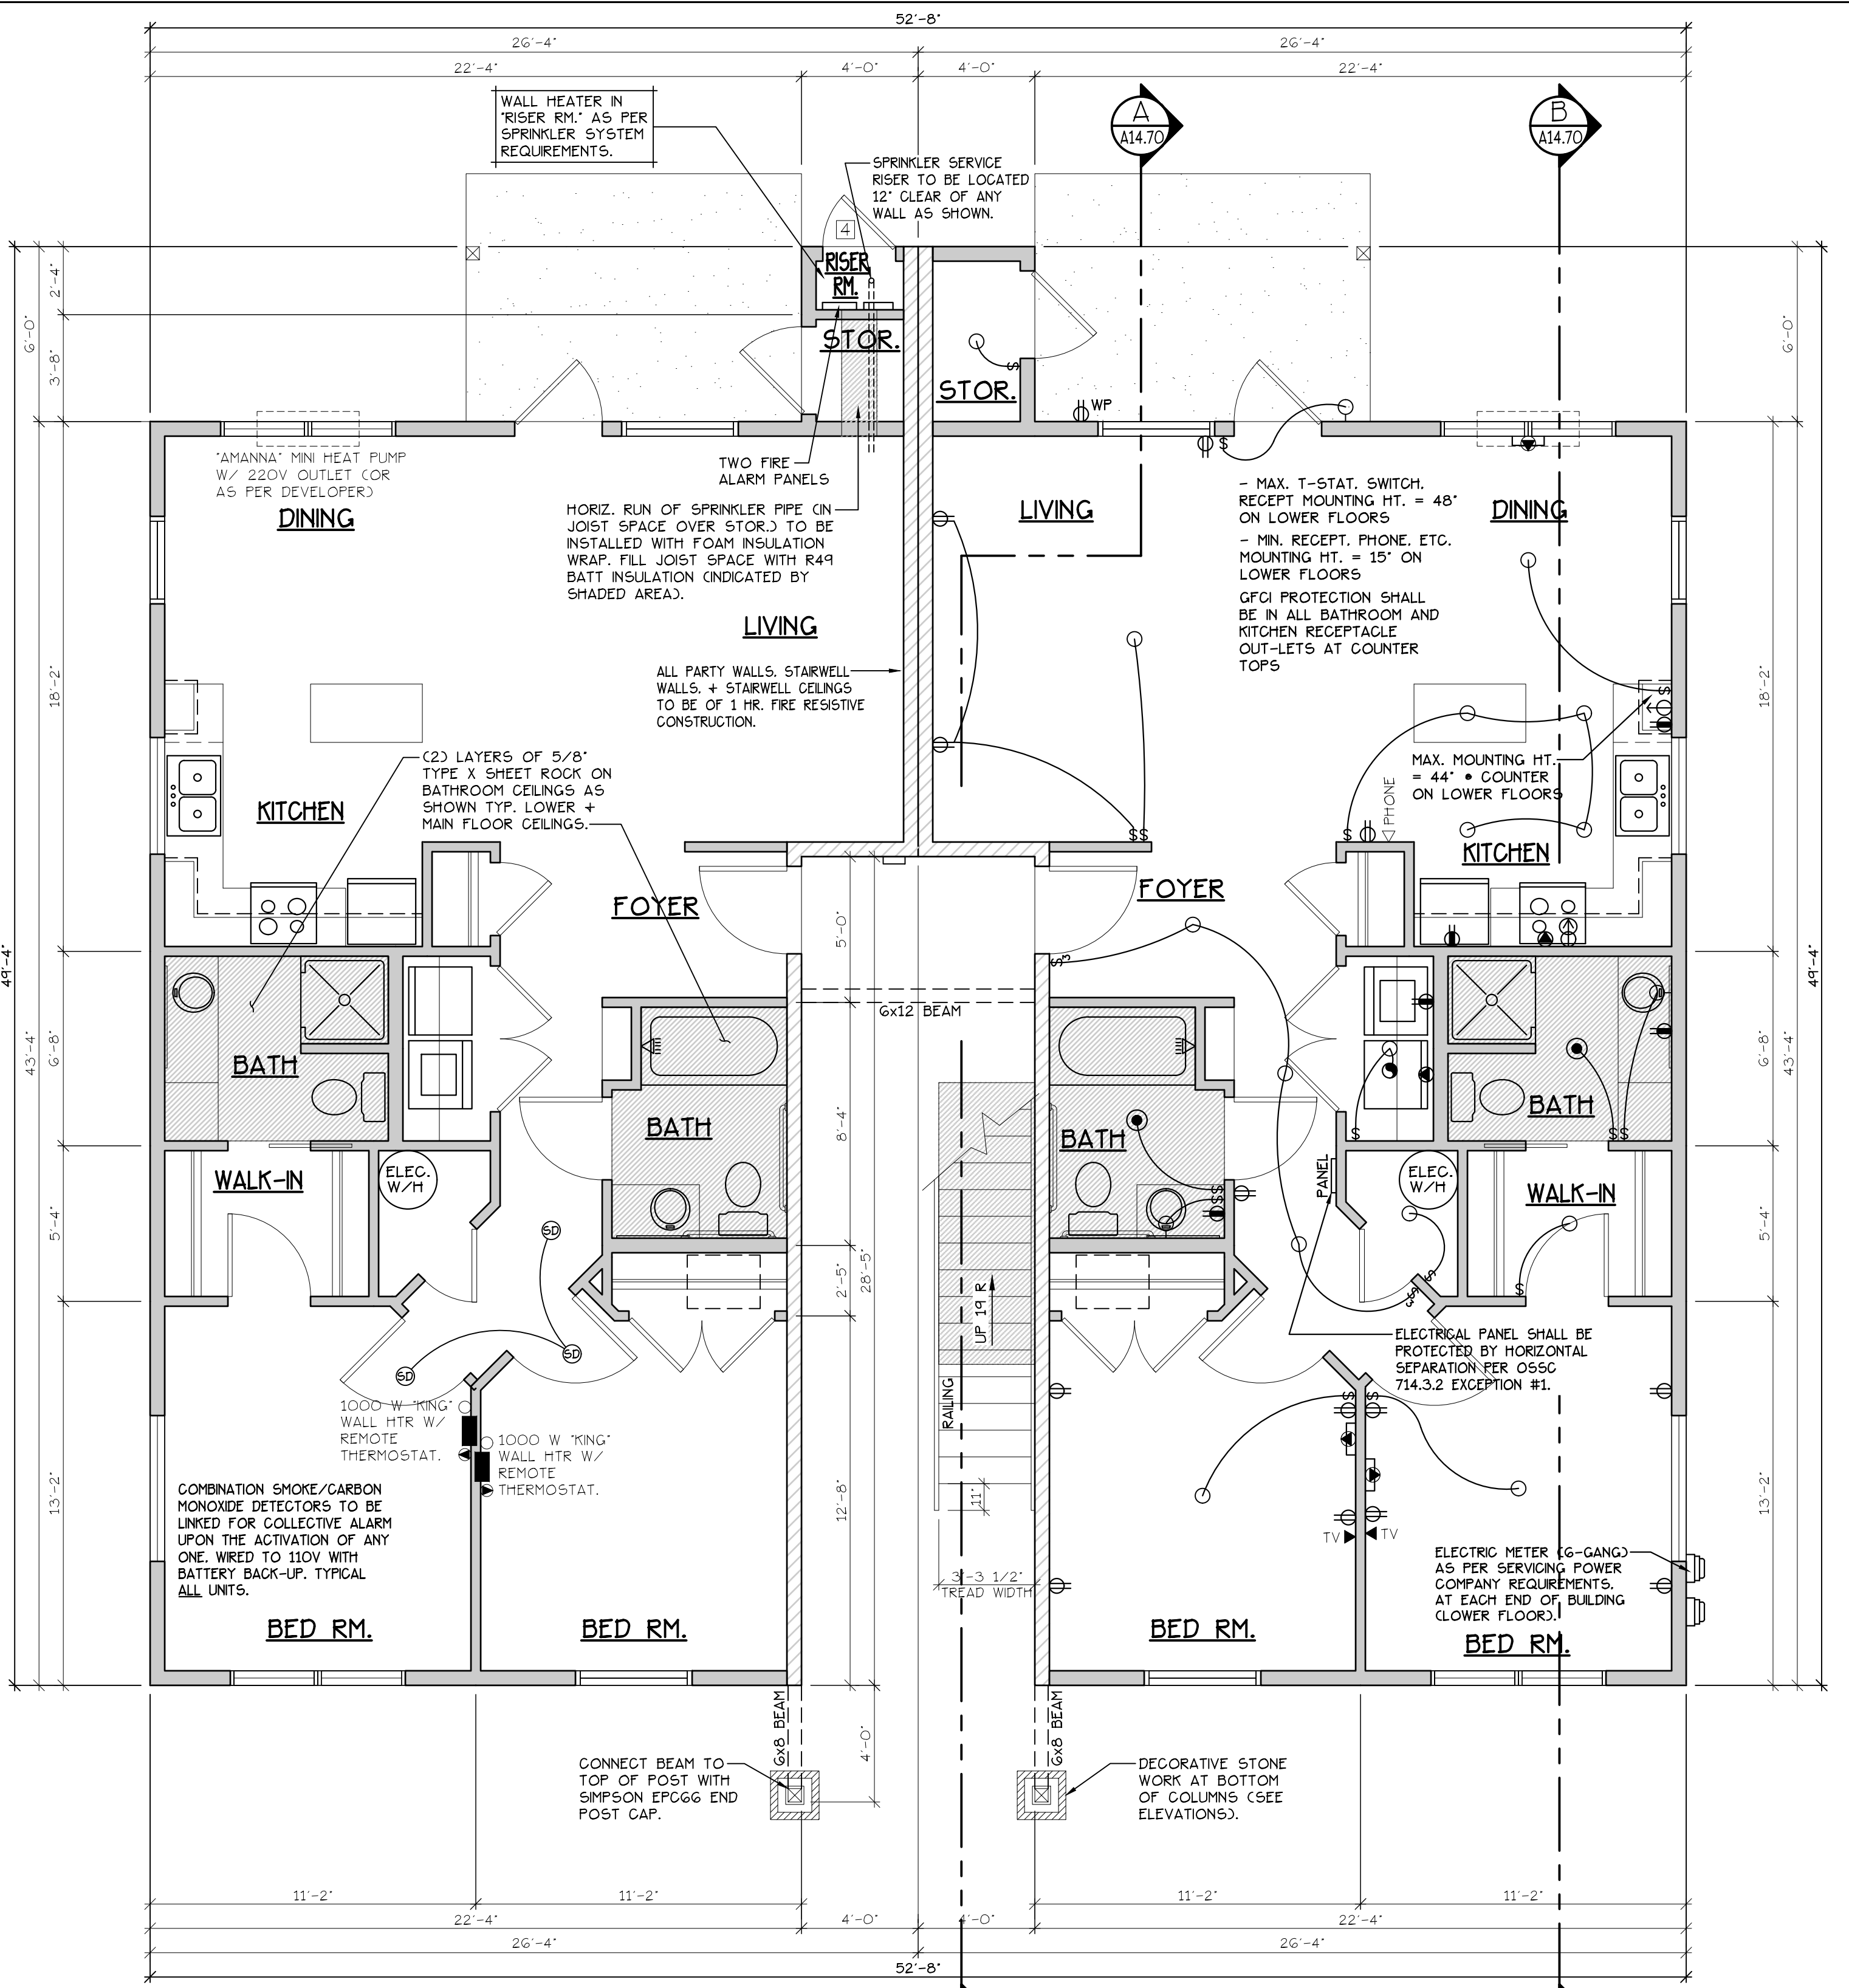 52'-8"
26'-4"
26'-4"
22'-4"
4'-0"
4'-0"
22'-4"
WALL HEATER IN
"RISER RM." AS PER
SPRINKLER SYSTEM
REQUIREMENTS.
SPRINKLER SERVICE
RISER TO BE LOCATED
12" CLEAR OF ANY
WALL AS SHOWN.
A
A14.70
B
A14.70
4
RISER
RM.
STOR.
STOR.
WP
2'-4"
3'-8"
6'-0"
6'-0"
"AMANNA" MINI HEAT PUMP
W/ 220V OUTLET (OR
AS PER DEVELOPER)
DINING
TWO FIRE
ALARM PANELS
HORIZ. RUN OF SPRINKLER PIPE (IN
JOIST SPACE OVER STOR.) TO BE
INSTALLED WITH FOAM INSULATION
WRAP. FILL JOIST SPACE WITH R49
BATT INSULATION (INDICATED BY
SHADED AREA).
LIVING
LIVING
- MAX. T-STAT, SWITCH,
RECEPT MOUNTING HT. = 48"
ON LOWER FLOORS
- MIN. RECEPT, PHONE, ETC.
MOUNTING HT. = 15" ON
LOWER FLOORS
GFCI PROTECTION SHALL
BE IN ALL BATHROOM AND
KITCHEN RECEPTACLE
OUT-LETS AT COUNTER
TOPS
DINING
ALL PARTY WALLS, STAIRWELL
WALLS, + STAIRWELL CEILINGS
TO BE OF 1 HR. FIRE RESISTIVE
CONSTRUCTION.
18'-2"
18'-2"
(2) LAYERS OF 5/8"
TYPE X SHEET ROCK ON
BATHROOM CEILINGS AS
SHOWN TYP. LOWER +
MAIN FLOOR CEILINGS.
KITCHEN
MAX. MOUNTING HT.
= 44" @ COUNTER
ON LOWER FLOORS
PHONE
KITCHEN
$
$
$
$$
$
FOYER
FOYER
5'-0"
$3
49'-4"
43'-4"
6'-8"
6'-8"
43'-4"
49'-4"
6x12 BEAM
BATH
BATH
BATH
BATH
8'-4"
$
$$
WALK-IN
ELEC.
W/H
SD
$$
PANEL
ELEC.
W/H
WALK-IN
5'-4"
5'-4"
2'-5"
28'-5"
UP 19 R
$
$3
$
SD
SD
ELECTRICAL PANEL SHALL BE
PROTECTED BY HORIZONTAL
SEPARATION PER OSSC
714.3.2 EXCEPTION #1.
RAILING
$
$
1000 W "KING"
WALL HTR W/
REMOTE
THERMOSTAT.
1000 W "KING"
WALL HTR W/
REMOTE
THERMOSTAT.
COMBINATION SMOKE/CARBON
MONOXIDE DETECTORS TO BE
LINKED FOR COLLECTIVE ALARM
UPON THE ACTIVATION OF ANY
ONE, WIRED TO 110V WITH
BATTERY BACK-UP. TYPICAL
ALL UNITS.
13'-2"
12'-8"
11"
13'-2"
TV
TV
3'-3 1/2"
TREAD WIDTH
ELECTRIC METER (6-GANG)
AS PER SERVICING POWER
COMPANY REQUIREMENTS.
AT EACH END OF BUILDING
(LOWER FLOOR).
BED RM.
BED RM.
BED RM.
BED RM.
6x8 BEAM
6x8 BEAM
4'-0"
CONNECT BEAM TO
TOP OF POST WITH
SIMPSON EPC66 END
POST CAP.
DECORATIVE STONE
WORK AT BOTTOM
OF COLUMNS (SEE
ELEVATIONS).
11'-2"
11'-2"
11'-2"
11'-2"
22'-4"
4'-0"
4'-0"
22'-4"
26'-4"
26'-4"
52'-8"